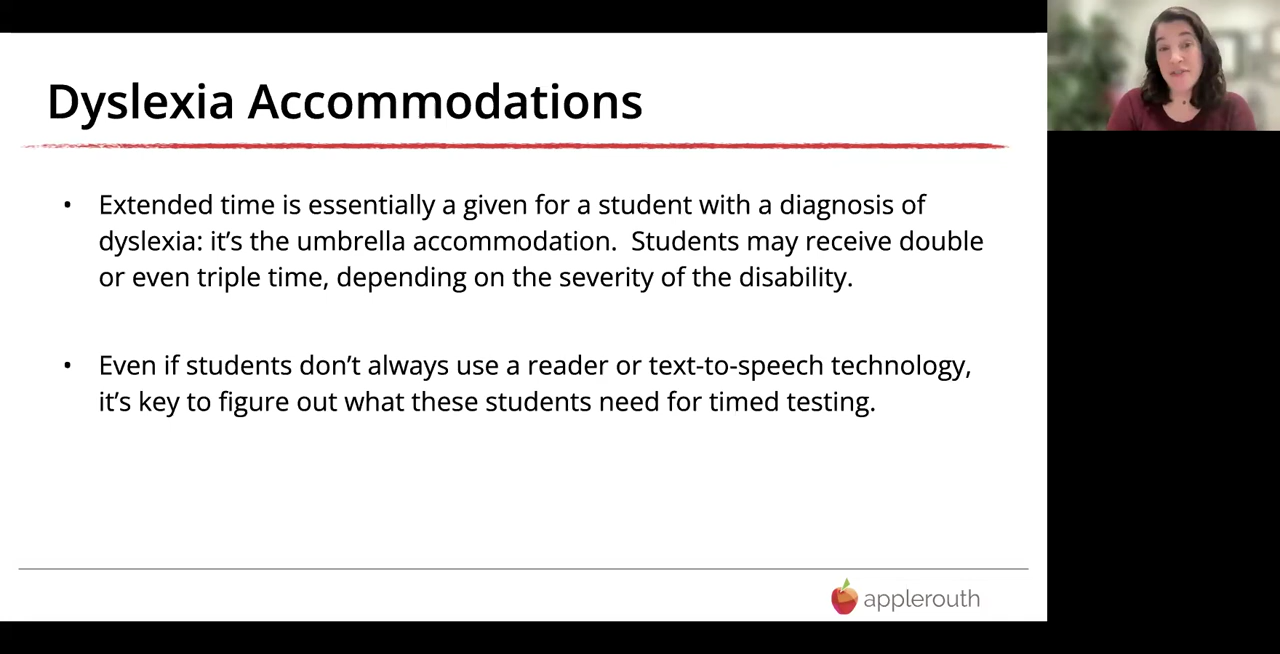 Dyslexia Accommodations
• Extended time is essentially a given for a student with a diagnosis of
dyslexia: it’s the umbrella accommodation.  Students may receive double
or even triple time, depending on the severity of the disability.
• Even if students don’t always use a reader or text-to-speech technology,
it’s key to figure out what these students need for timed testing.
applerouth